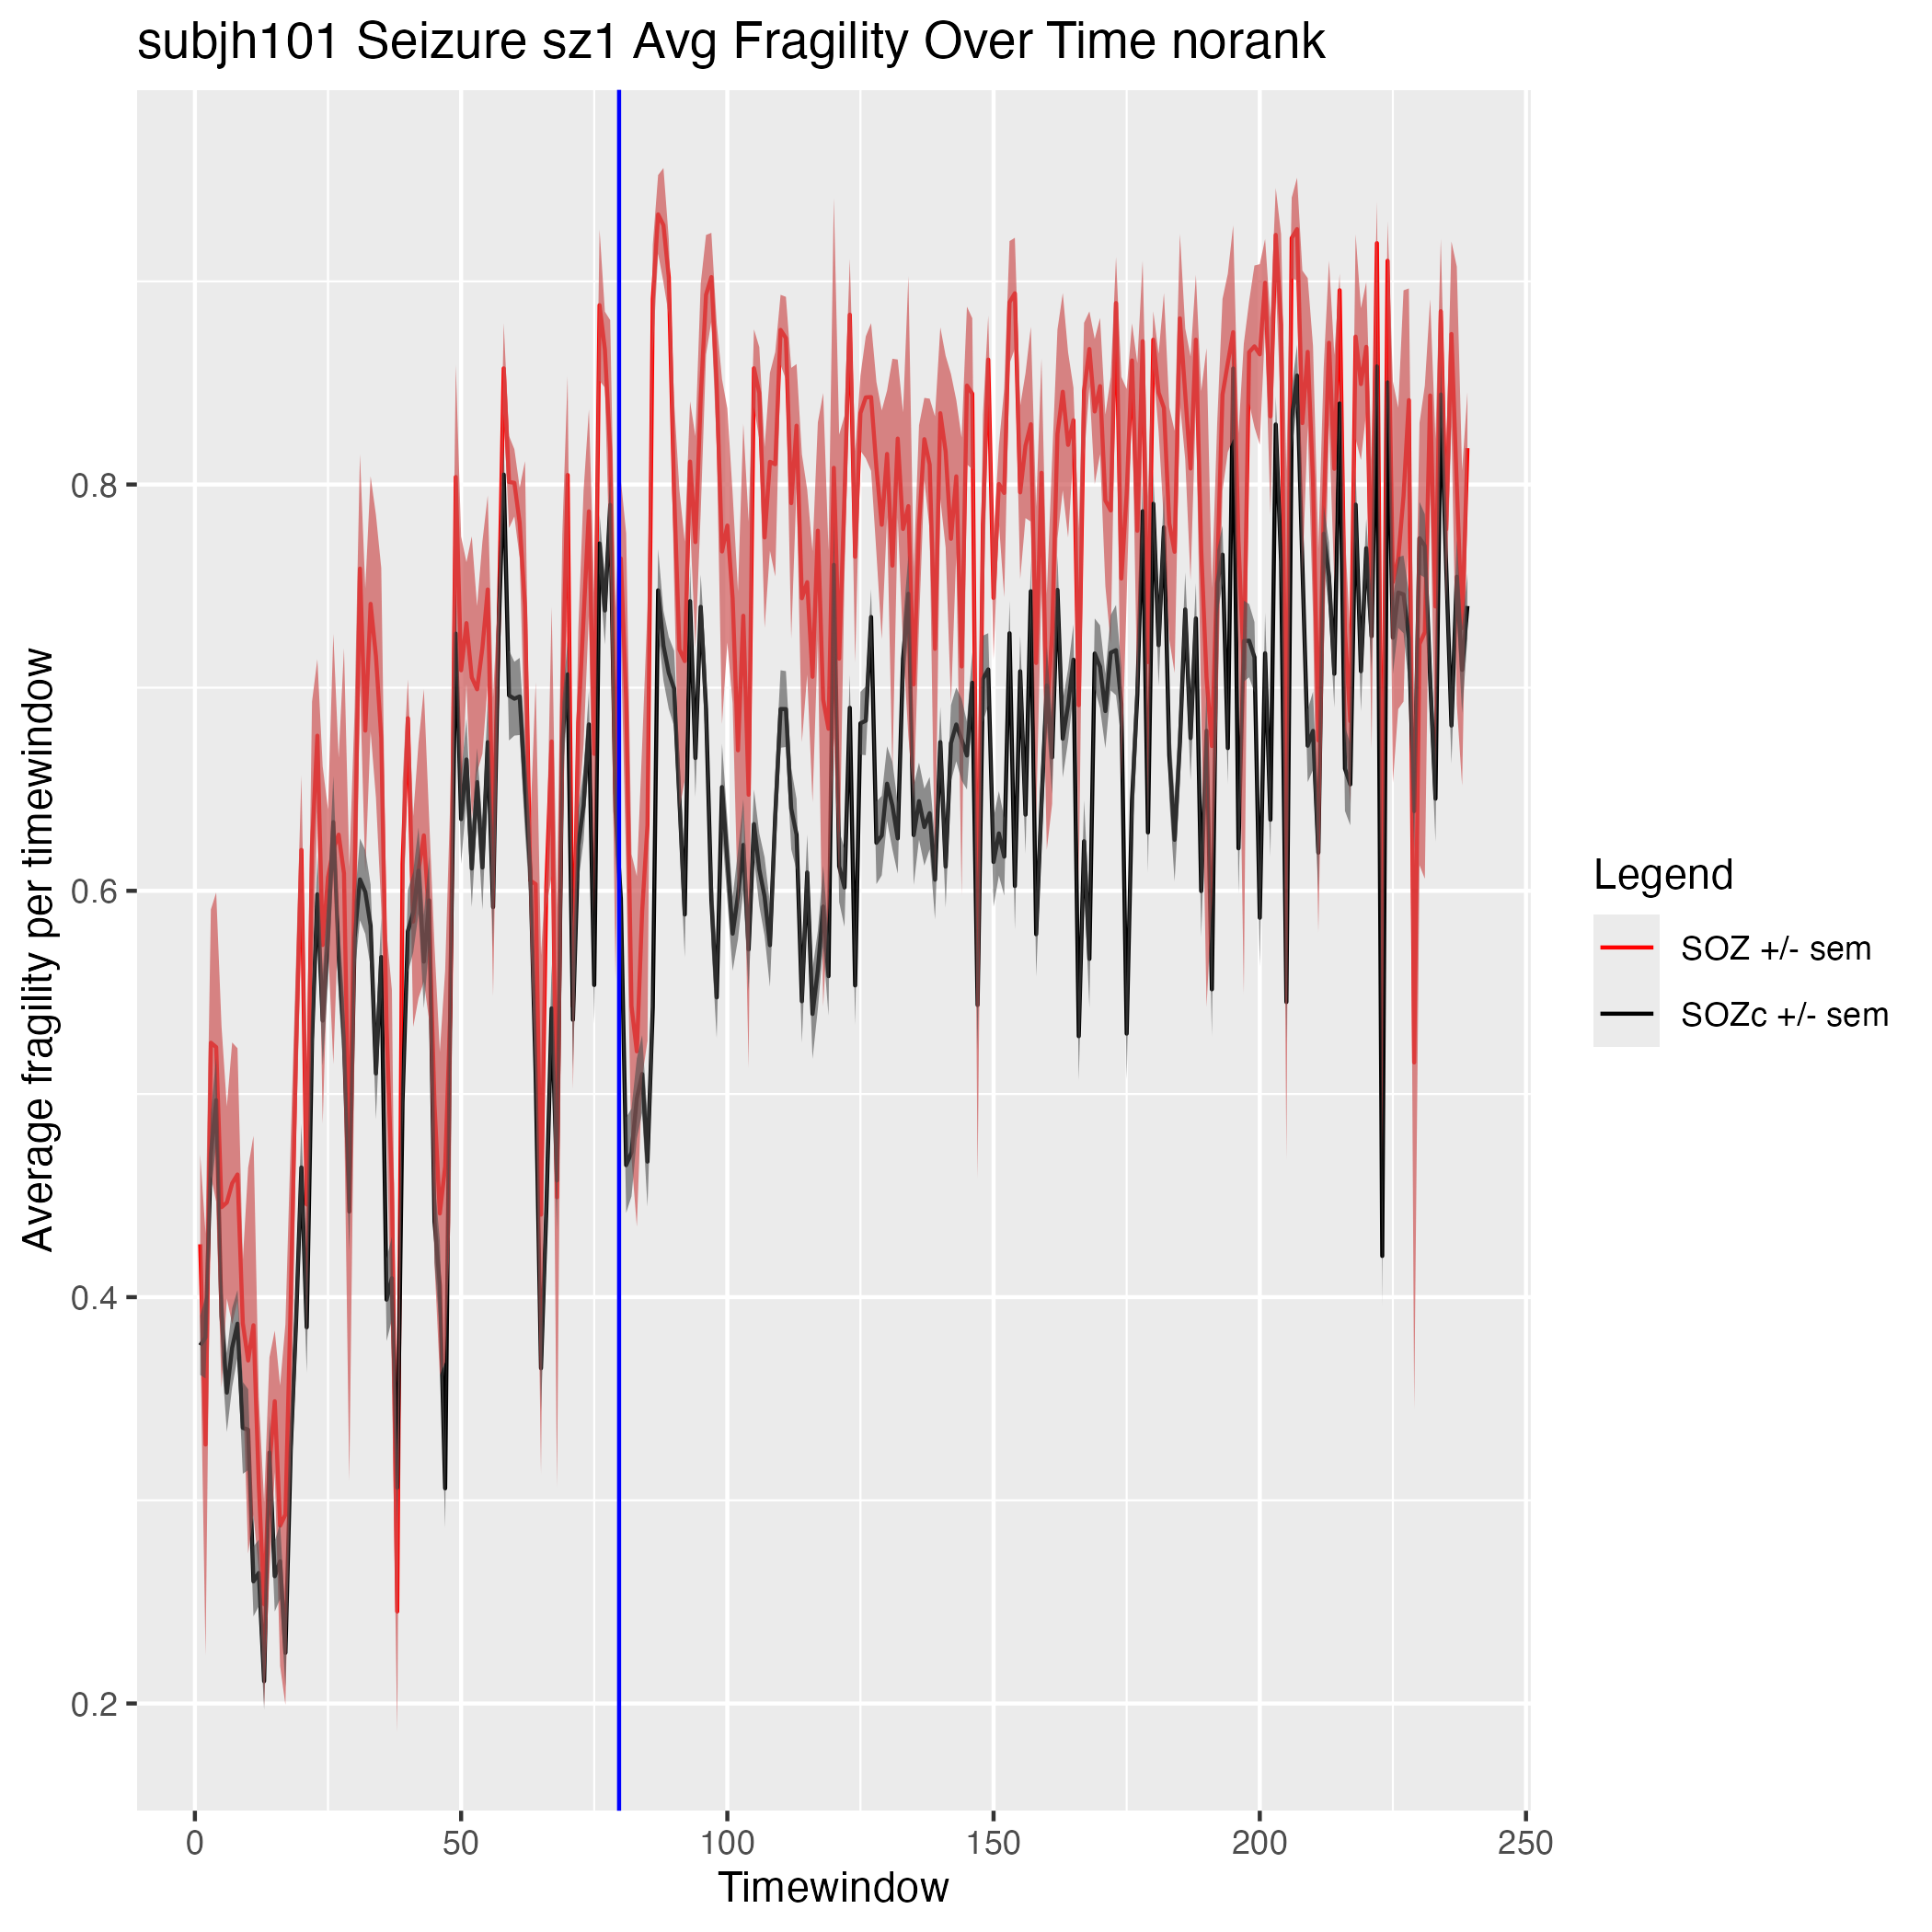 subjh101 Seizure sz1 Avg Fragility Over Time norank
Average fragility per timewindow
0.8
0.6
0.4
0.2
0
50
100
150
200
250
Timewindow
Legend
SOZ +/- sem
SOZc +/- sem